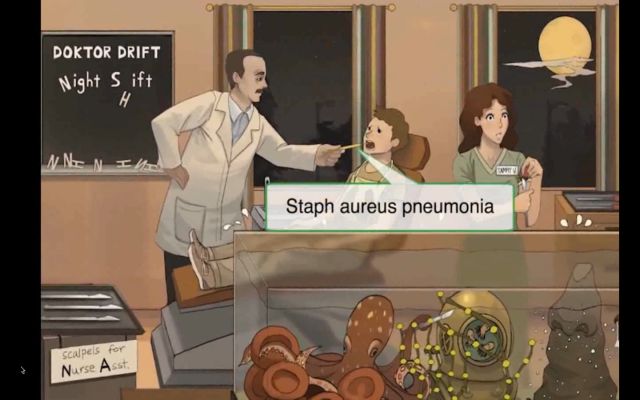 DOKTOR DRIFT
Night S ift
H
Staph aureus pneumonia
scalpels for
Nurse Asst.